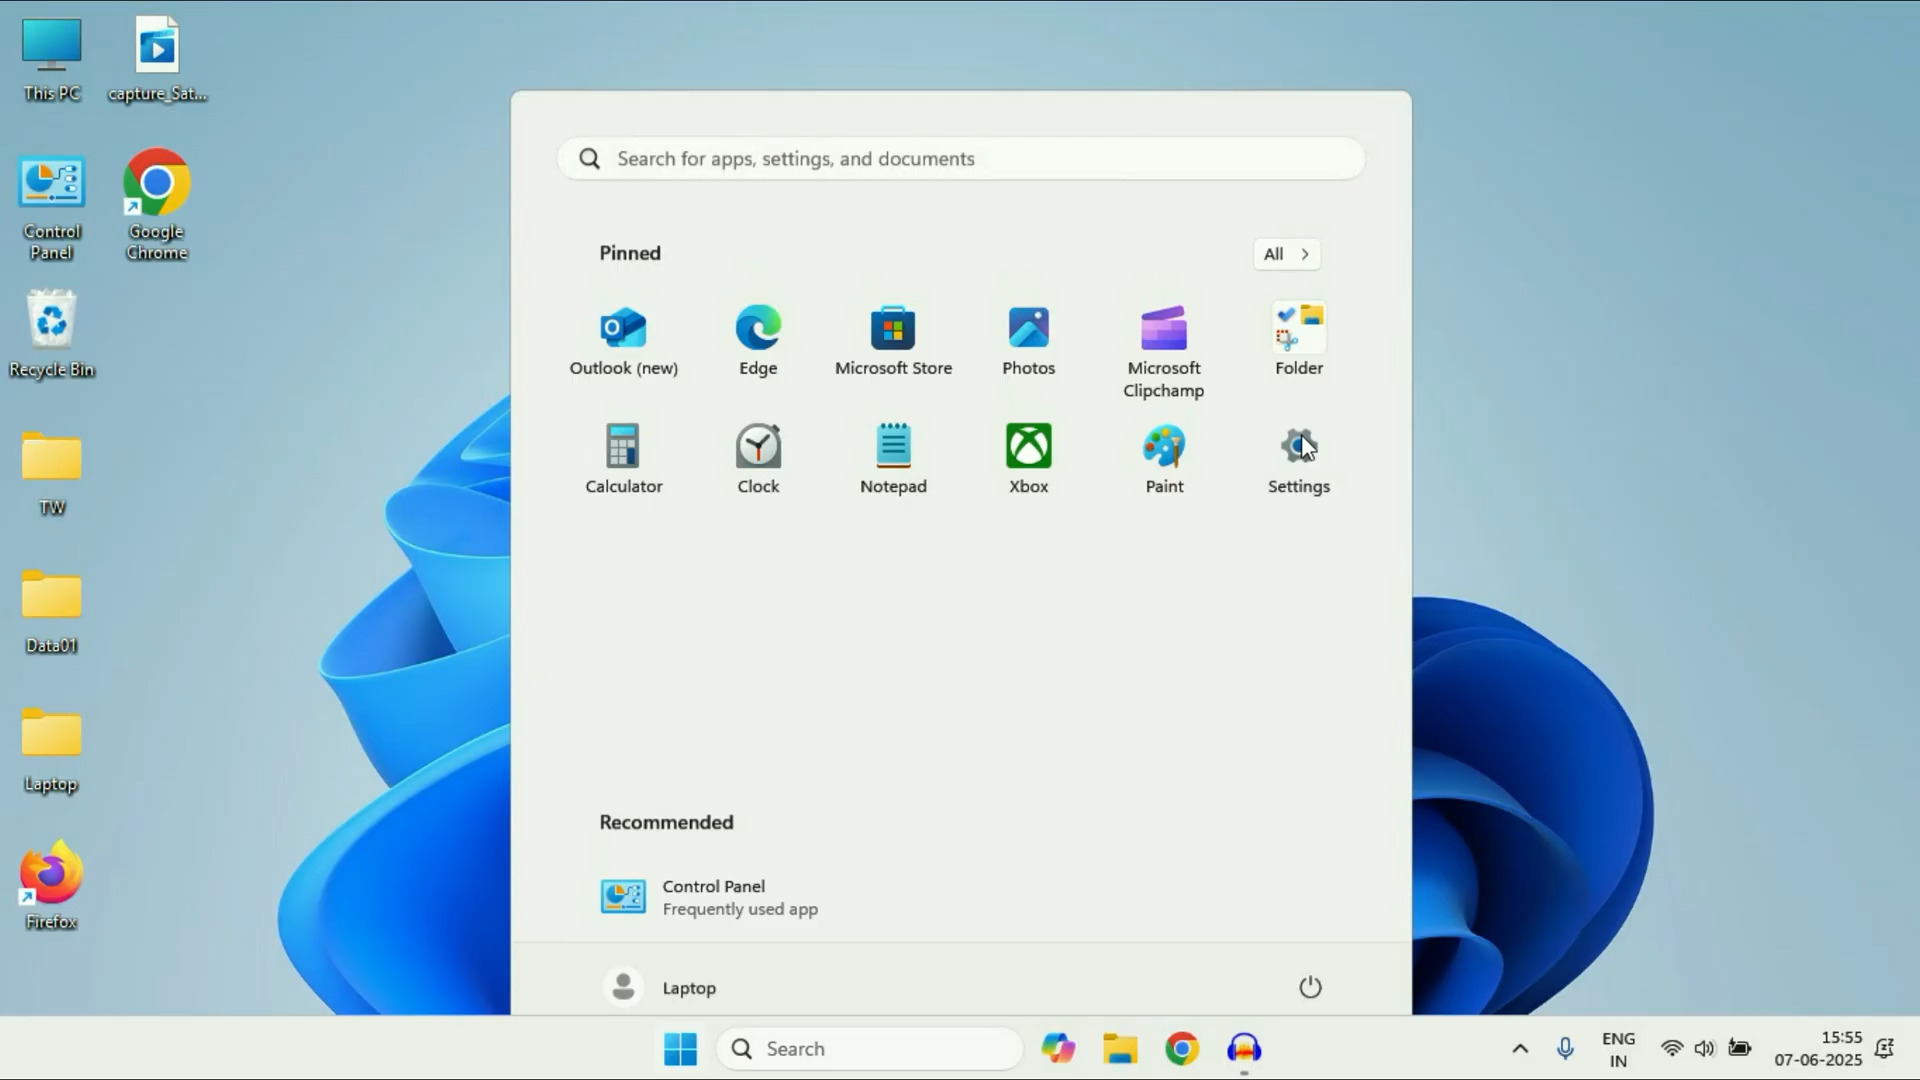 This PC
capture_Sat...
Control
Panel
Google
Chrome
Recycle Bin
TW
Data01
Laptop
Firefox
Search for apps, settings, and documents
Pinned
All
Outlook (new)
Edge
Microsoft Store
Photos
Microsoft
Clipchamp
Folder
Calculator
Clock
Notepad
Xbox
Paint
Settings
Recommended
Control Panel
Frequently used app
Laptop
Search
ENG
IN
15:55
07-06-2025